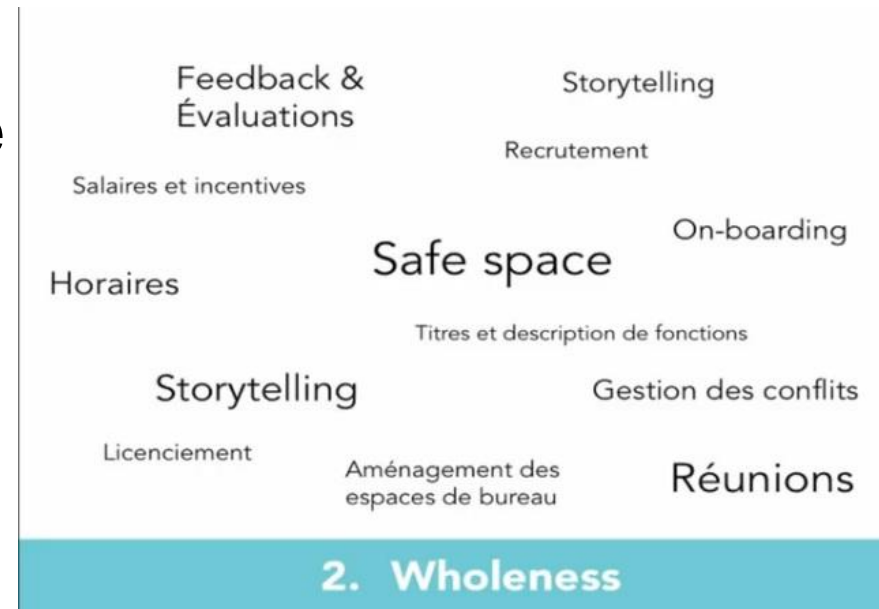 Feedback &
Évaluations
Storytelling
Recrutement
Salaires et incentives
On-boarding
Safe space
Horaires
Titres et description de fonctions
Storytelling
Gestion des conflits
Licenciement
Aménagement des
espaces de bureau
Réunions
2. Wholeness